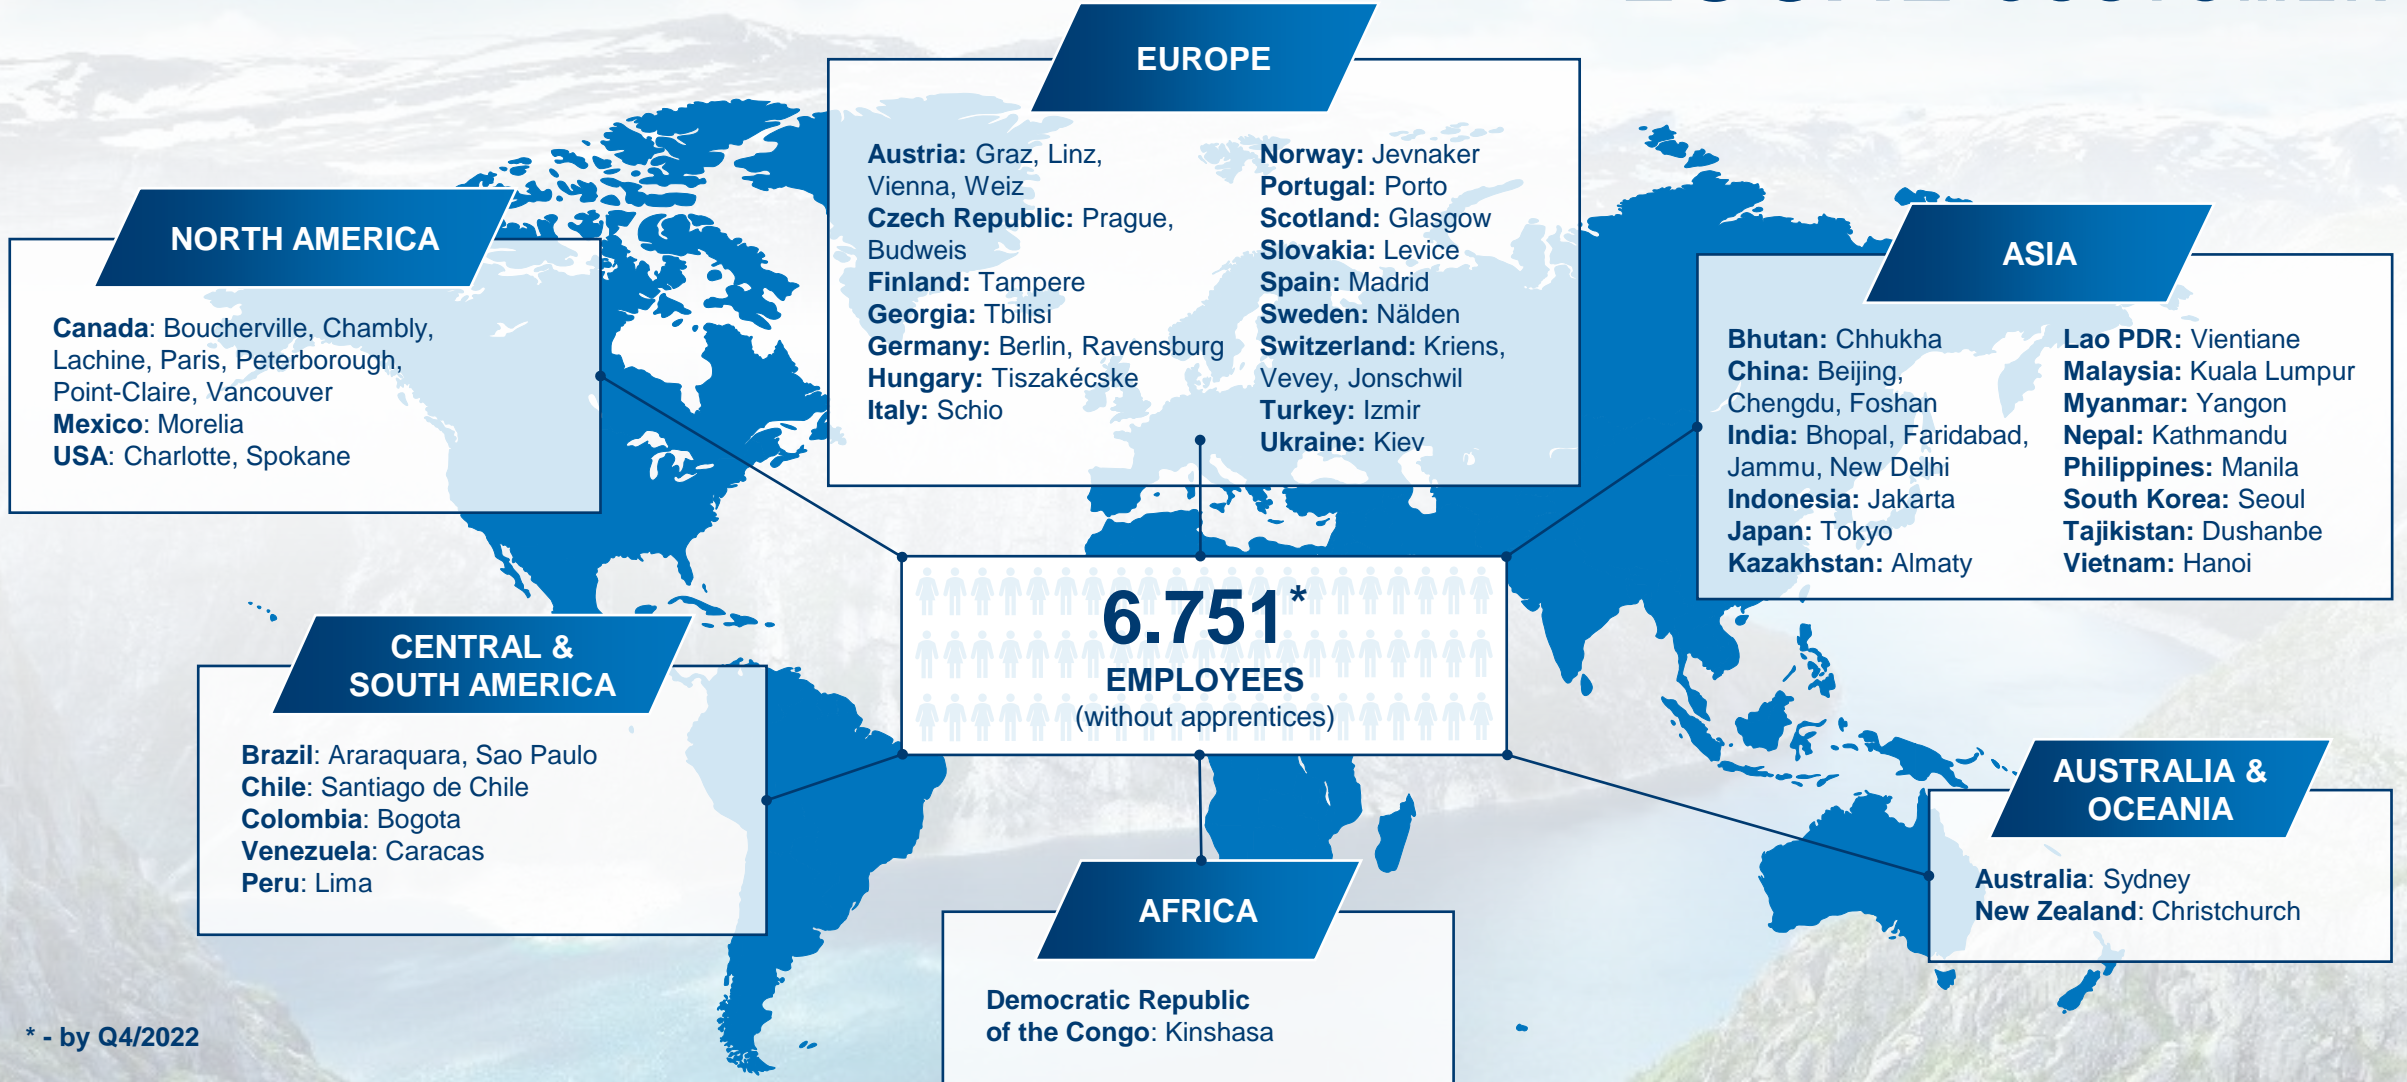 EUROPE
Austria: Graz, Linz,
Vienna, Weiz
Czech Republic: Prague,
Budweis
Finland: Tampere
Georgia: Tbilisi
Germany: Berlin, Ravensburg
Hungary: Tiszakécske
Italy: Schio
Norway: Jevnaker
Portugal: Porto
Scotland: Glasgow
Slovakia: Levice
Spain: Madrid
Sweden: Nälden
Switzerland: Kriens,
Vevey, Jonschwil
Turkey: Izmir
Ukraine: Kiev
NORTH AMERICA
Canada: Boucherville, Chambly,
Lachine, Paris, Peterborough,
Point-Claire, Vancouver
Mexico: Morelia
USA: Charlotte, Spokane
ASIA
Bhutan: Chhukha
China: Beijing,
Chengdu, Foshan
India: Bhopal, Faridabad,
Jammu, New Delhi
Indonesia: Jakarta
Japan: Tokyo
Kazakhstan: Almaty
Lao PDR: Vientiane
Malaysia: Kuala Lumpur
Myanmar: Yangon
Nepal: Kathmandu
Philippines: Manila
South Korea: Seoul
Tajikistan: Dushanbe
Vietnam: Hanoi
6.751*
EMPLOYEES
(without apprentices)
CENTRAL &
SOUTH AMERICA
Brazil: Araraquara, Sao Paulo
Chile: Santiago de Chile
Colombia: Bogota
Venezuela: Caracas
Peru: Lima
AUSTRALIA &
OCEANIA
Australia: Sydney
New Zealand: Christchurch
AFRICA
Democratic Republic
of the Congo: Kinshasa
* - by Q4/2022